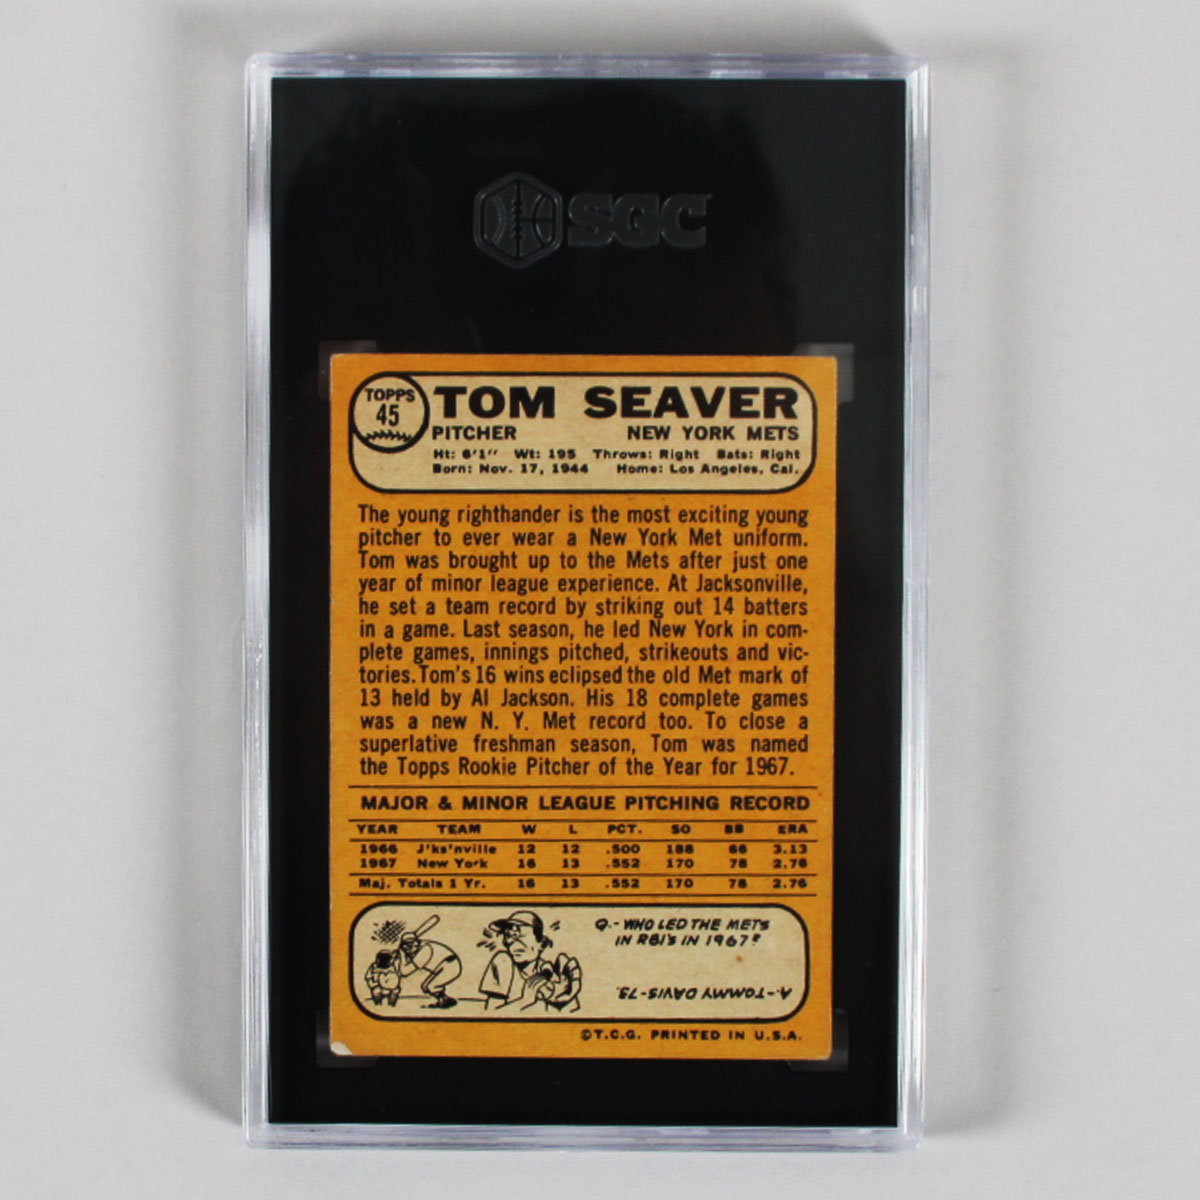 SGC
TOPPS
45
TOM SEAVER
PITCHER NEW YORK METS
Ht: 6'1" Wt: 195 Throws: Right Bats: Right
Born: Nov. 17, 1944 Home: Los Angeles, Cal.
The young righthander is the most exciting young
pitcher to ever wear a New York Met uniform.
Tom was brought up to the Mets after just one
year of minor league experience. At Jacksonville,
he set a team record by striking out 14 batters
in a game. Last season, he led New York in com-
plete games, innings pitched, strikeouts and vic-
tories. Tom's 16 wins eclipsed the old Met mark of
13 held by Al Jackson. His 18 complete games
was a new N. Y. Met record too. To close a
superlative freshman season, Tom was named
the Topps Rookie Pitcher of the Year for 1967.
MAJOR & MINOR LEAGUE PITCHING RECORD
YEAR TEAM W L PCT. SO BB ERA
1966 J'ks'nville 12 12 .500 188 66 3.13
1967 New York 16 13 .552 170 78 2.76
Maj. Totals 1 Yr. 16 13 .552 170 78 2.76
Q.- WHO LED THE METS
IN RBI'S IN 1967?
A.-TOMMY DAVIS-73.
©T.C.G. PRINTED IN U.S.A.